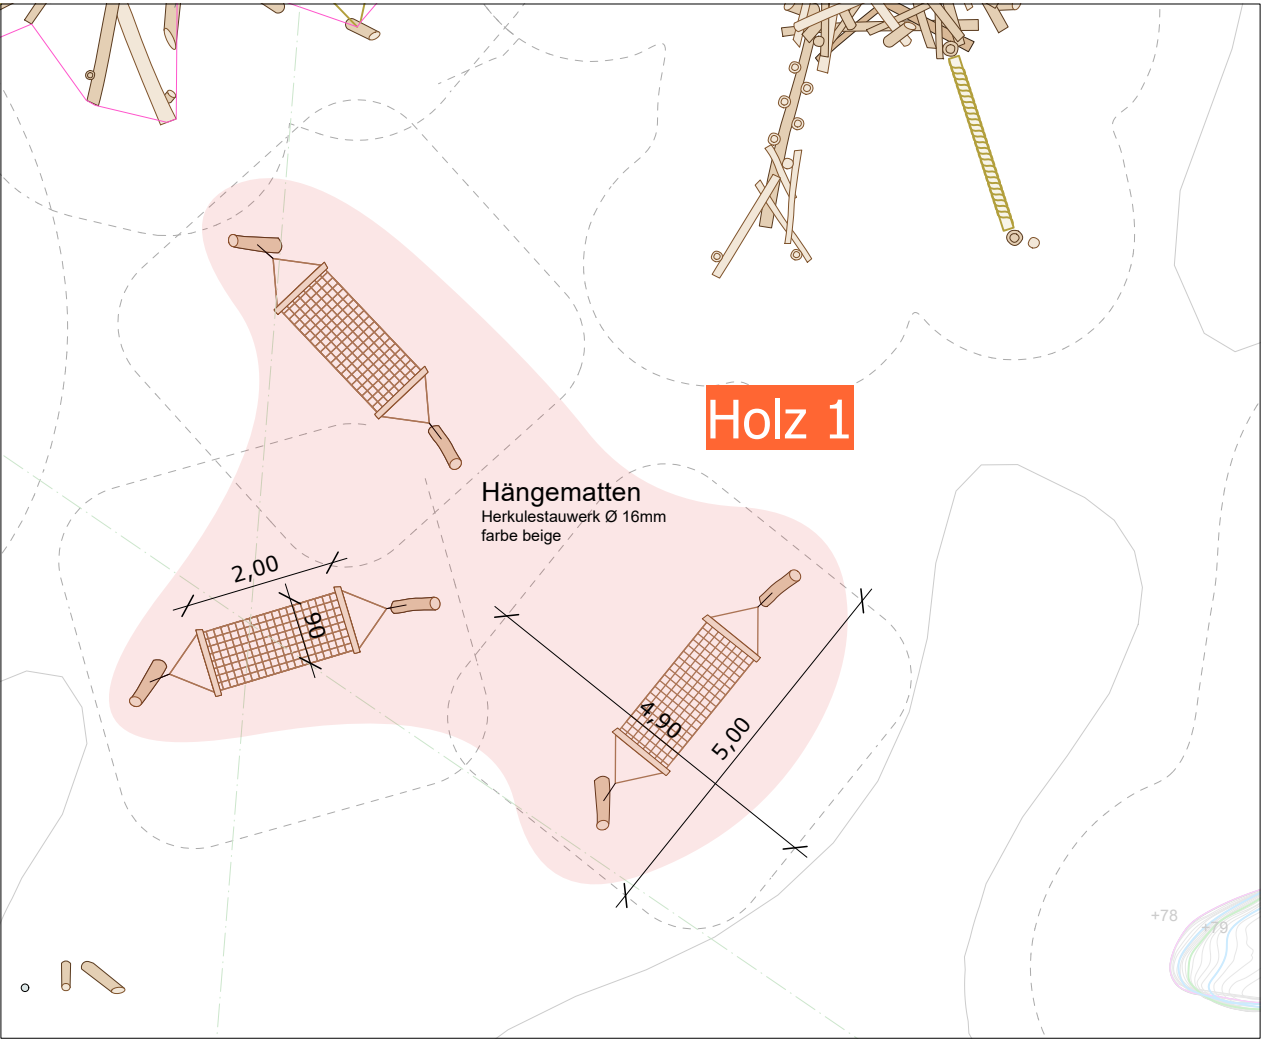 Holz 1
Hängematten
Herkulestauwerk Ø 16mm
farbe beige
2,00
90
4,90
5,00
+78
+79